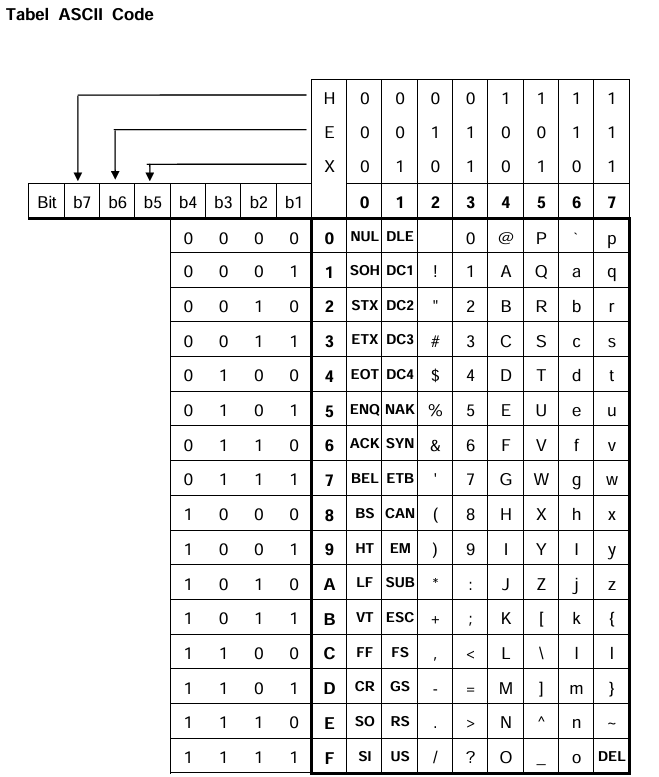 Tabel ASCII Code
H 0 0 0 0 1 1 1 1
E 0 0 1 1 0 0 1 1
X 0 1 0 1 0 1 0 1
Bit b7 b6 b5 b4 b3 b2 b1 0 1 2 3 4 5 6 7
0 0 0 0 0 NUL DLE 0 @ P ` p
0 0 0 1 1 SOH DC1 ! 1 A Q a q
0 0 1 0 2 STX DC2 " 2 B R b r
0 0 1 1 3 ETX DC3 # 3 C S c s
0 1 0 0 4 EOT DC4 $ 4 D T d t
0 1 0 1 5 ENQ NAK % 5 E U e u
0 1 1 0 6 ACK SYN & 6 F V f v
0 1 1 1 7 BEL ETB ' 7 G W g w
1 0 0 0 8 BS CAN ( 8 H X h x
1 0 0 1 9 HT EM ) 9 I Y I y
1 0 1 0 A LF SUB * : J Z j z
1 0 1 1 B VT ESC + ; K [ k {
1 1 0 0 C FF FS , < L \ l l
1 1 0 1 D CR GS - = M ] m }
1 1 1 0 E SO RS . > N ^ n ~
1 1 1 1 F SI US / ? O _ o DEL